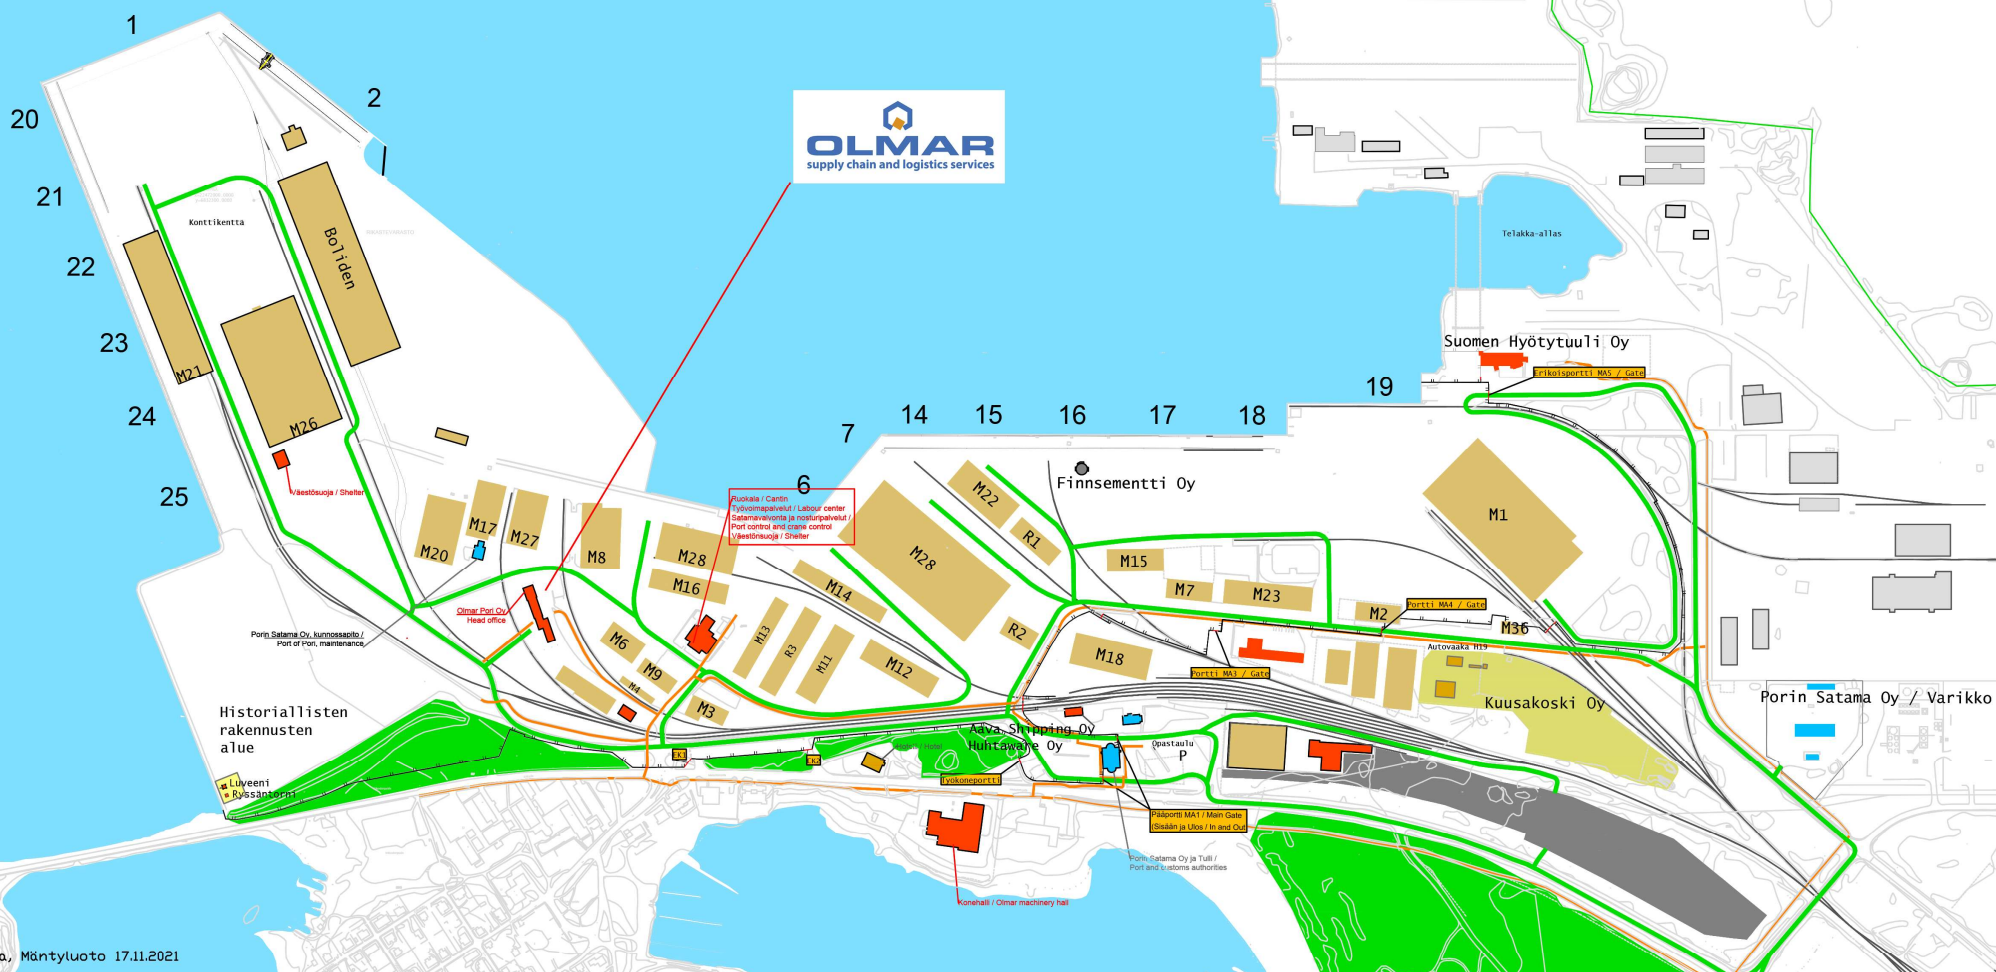 1
2
20
21
22
23
24
25
OLMAR
supply chain and logistics services
Konttikenttä
Boliden
M21
M26
Väestösuoja / Shelter
Telakka-allas
Suomen Hyötytuuli Oy
Erikoisportti MA5 / Gate
19
18
17
16
15
14
7
6
Ruokala / Cantin
Työvoimapalvelut / Labour center
Satamavalvonta ja nosturipalvelut /
Port control and crane control
Väestönsuoja / Shelter
Finnsementti Oy
M22
R1
M1
M20
M17
M27
M8
M28
M16
M14
M28
M15
M7
M23
M2
Portti MA4 / Gate
M36
Olmar Pori Oy
Head office
Porin Satama Oy, kunnossapito /
Port of Pori, maintenance
M6
M9
M4
M3
M13
R3
M11
M12
R2
M18
Portti MA3 / Gate
Autovaaka H19
Kuusakoski Oy
Porin Satama Oy / Varikko
Historiallisten
rakennusten
alue
Luveeni
Ryssäntorni
EK1
EK2
Hotelli / Hotel
Aava Shipping Oy
Huhtaware Oy
Työkoneportti
Opastaulu
P
Pääportti MA1 / Main Gate
(Sisään ja Ulos / In and Out
Porin Satama Oy ja Tulli /
Port and customs authorities
Konehalli / Olmar machinery hall
a, Mäntyluoto 17.11.2021